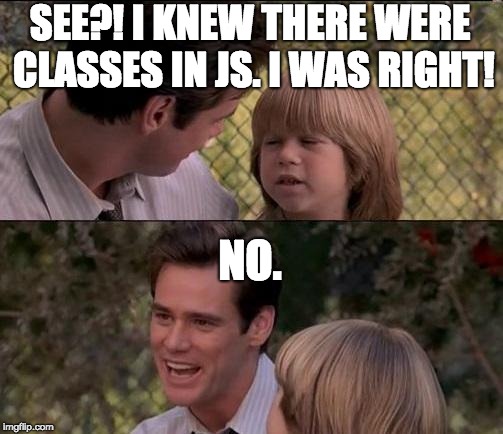 SEE?! I KNEW THERE WERE
CLASSES IN JS. I WAS RIGHT!
NO.
imgflip.com